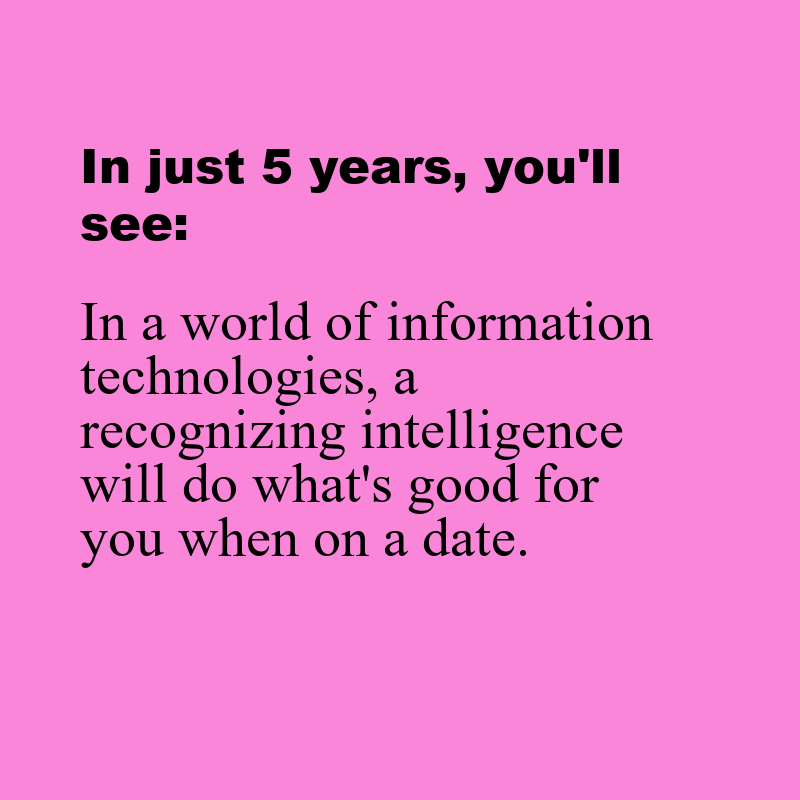 In just 5 years, you'll
see:
In a world of information
technologies, a
recognizing intelligence
will do what's good for
you when on a date.